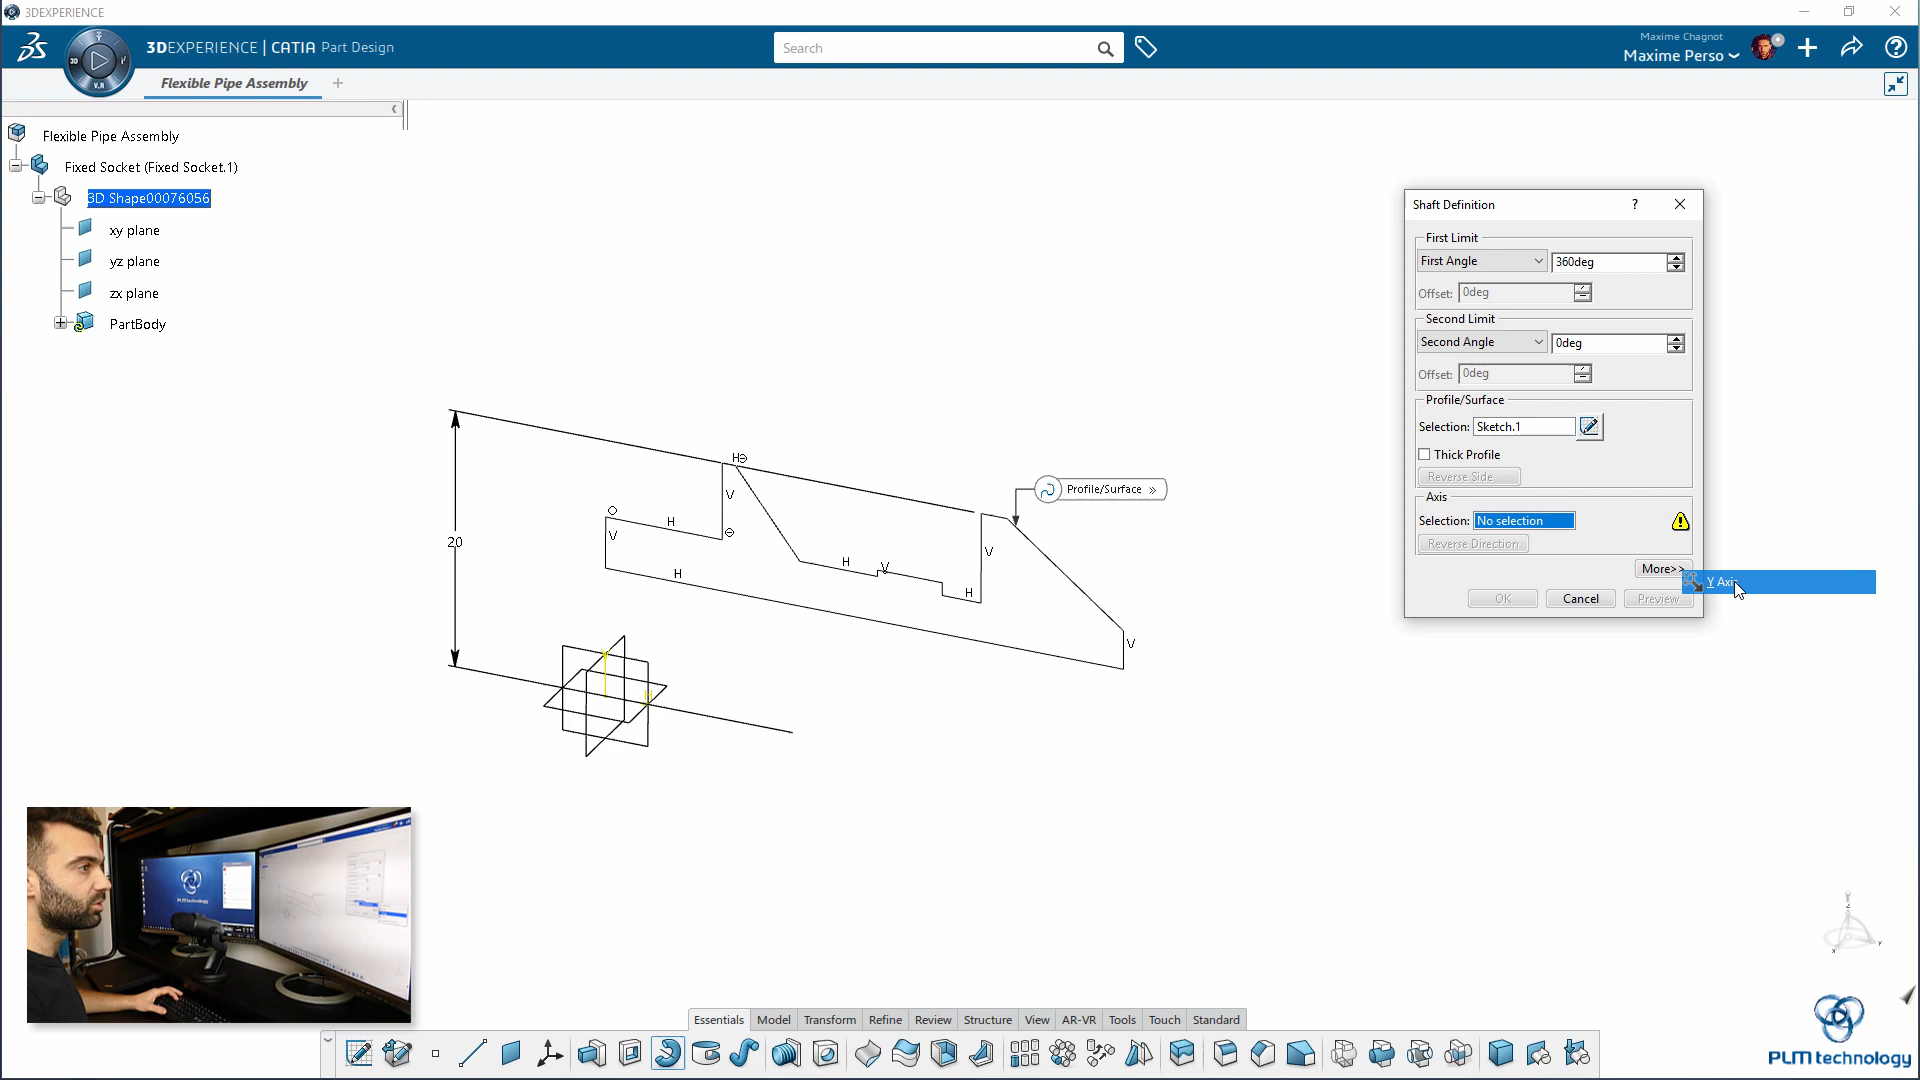 3DEXPERIENCE
3DEXPERIENCE | CATIA Part Design
Search
Maxime Chagnot
Maxime Perso
3D
V.R
Flexible Pipe Assembly
Flexible Pipe Assembly
Fixed Socket (Fixed Socket.1)
3D Shape00076056
xy plane
yz plane
zx plane
PartBody
Shaft Definition
First Limit
First Angle
360deg
Offset:
0deg
Second Limit
Second Angle
0deg
Offset:
0deg
Profile/Surface
Selection:
Sketch.1
Thick Profile
Reverse Side
Axis
Selection:
No selection
Reverse Direction
More>>
Y Axis
OK
Cancel
Preview
H
V
Profile/Surface
H
V
V
20
H
H
V
H
V
V
H
z
y
x
PLM technology
Essentials
Model
Transform
Refine
Review
Structure
View
AR-VR
Tools
Touch
Standard
PLM technology